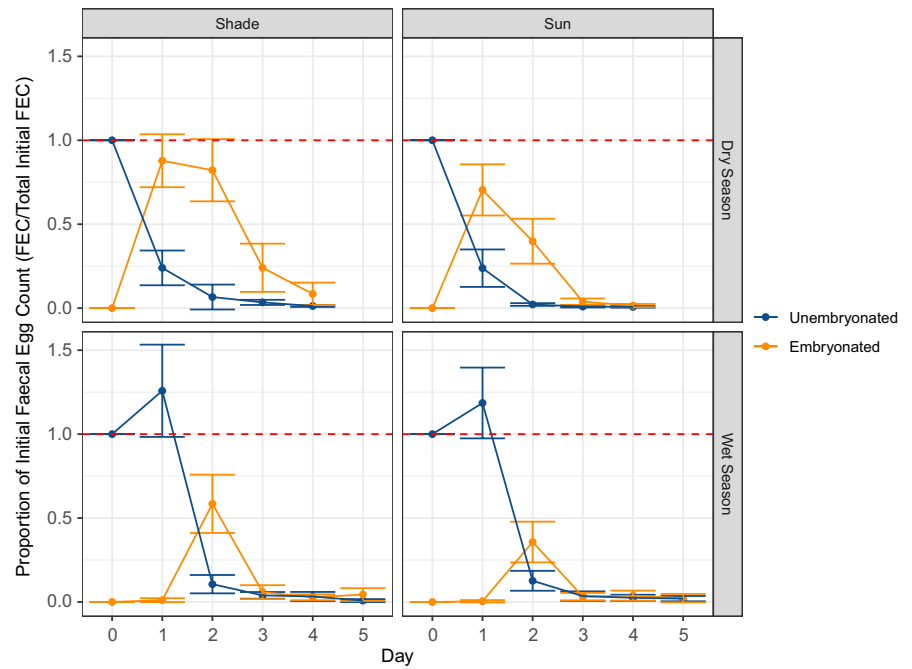 Shade
Sun
Proportion of Initial Faecal Egg Count (FEC/Total Initial FEC)
1.5
1.0
0.5
0.0
Dry Season
1.5
1.0
0.5
0.0
Wet Season
Unembryonated
Embryonated
0 1 2 3 4 5
0 1 2 3 4 5
Day